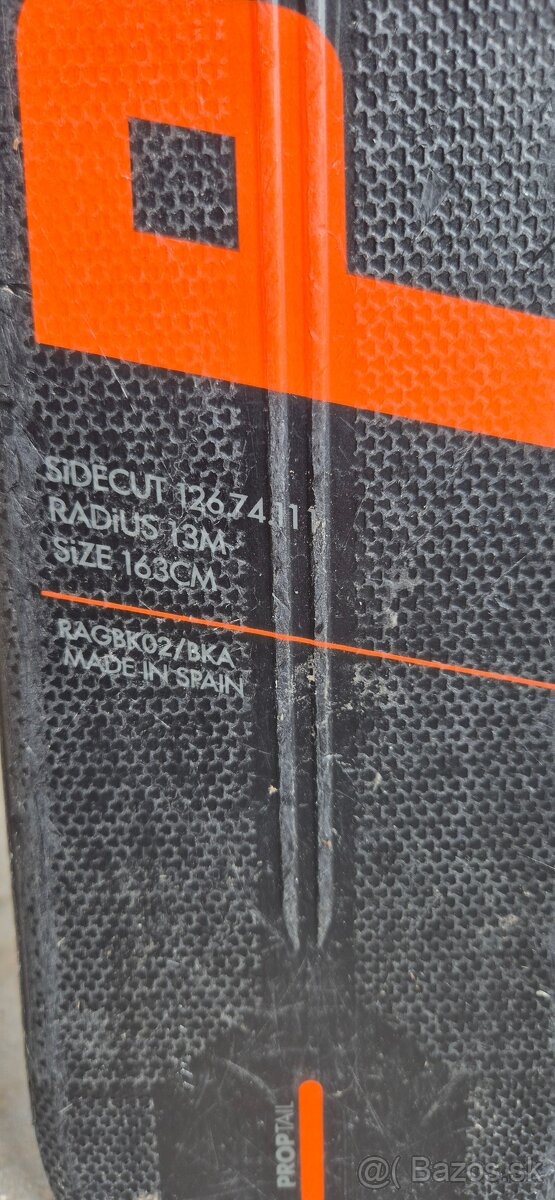 SiDECUT 126.74.111
RADiUS 13M
SiZE 163CM
RAGBK02/BKA
MADE IN SPAIN
PROPTAIL
@ Bazos.sk